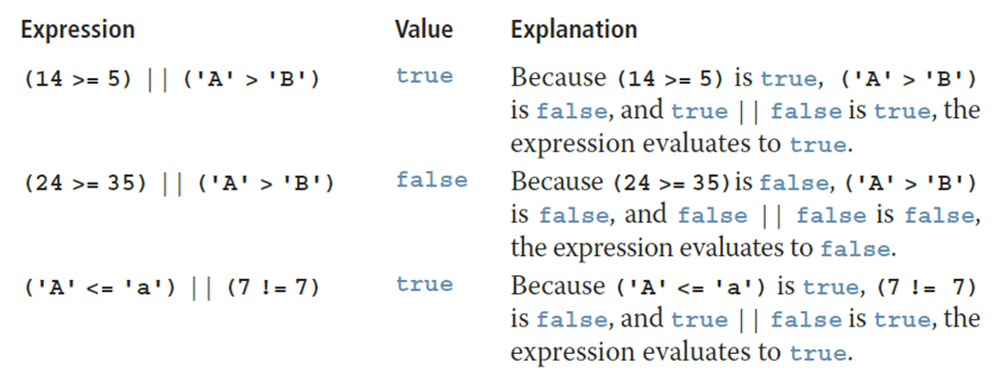 Expression Value Explanation
(14 >= 5) || ('A' > 'B') true Because (14 >= 5) is true, ('A' > 'B')
is false, and true || false is true, the
expression evaluates to true.
(24 >= 35) || ('A' > 'B') false Because (24 >= 35) is false, ('A' > 'B')
is false, and false || false is false,
the expression evaluates to false.
('A' <= 'a') || (7 != 7) true Because ('A' <= 'a') is true, (7 != 7)
is false, and true || false is true, the
expression evaluates to true.